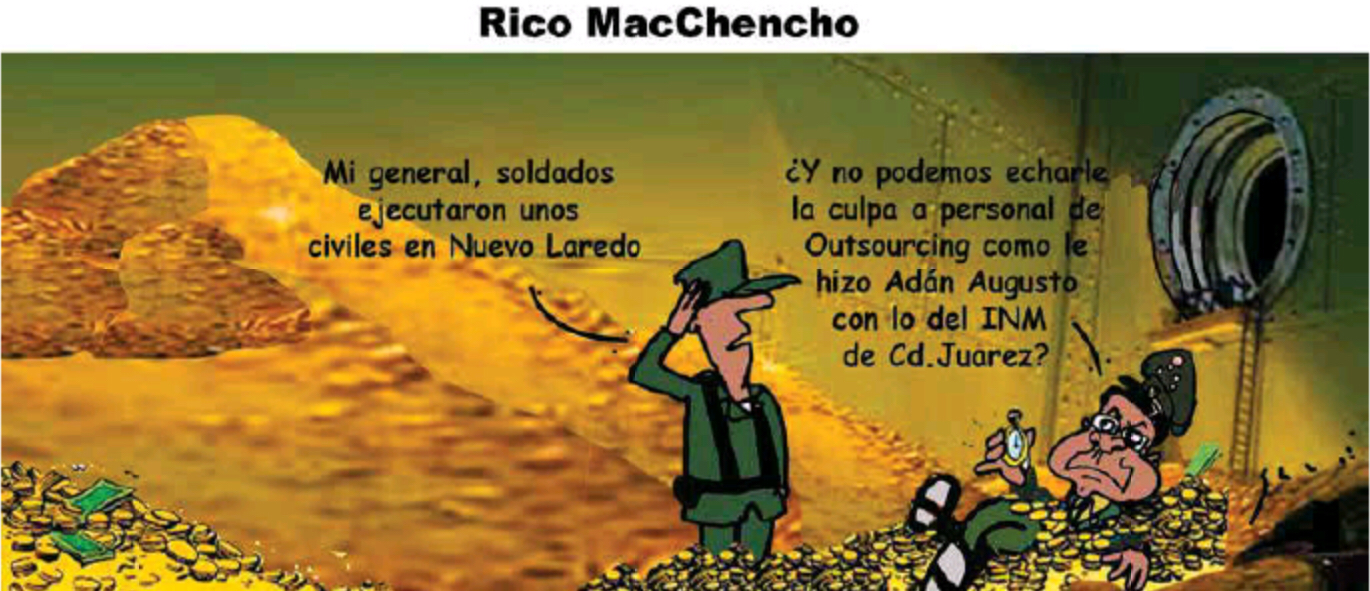 Rico MacChencho
Mi general, soldados
ejecutaron unos
civiles en Nuevo Laredo
¿Y no podemos echarle
la culpa a personal de
Outsourcing como le
hizo Adán Augusto
con lo del INM
de Cd.Juarez?